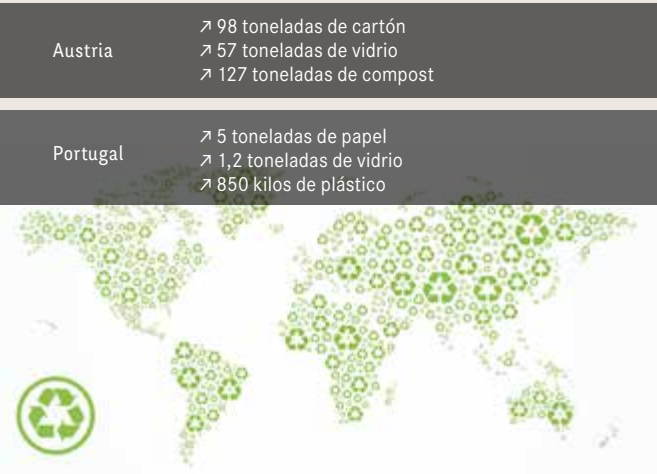 Austria
↗ 98 toneladas de cartón
↗ 57 toneladas de vidrio
↗ 127 toneladas de compost
Portugal
↗ 5 toneladas de papel
↗ 1,2 toneladas de vidrio
↗ 850 kilos de plástico